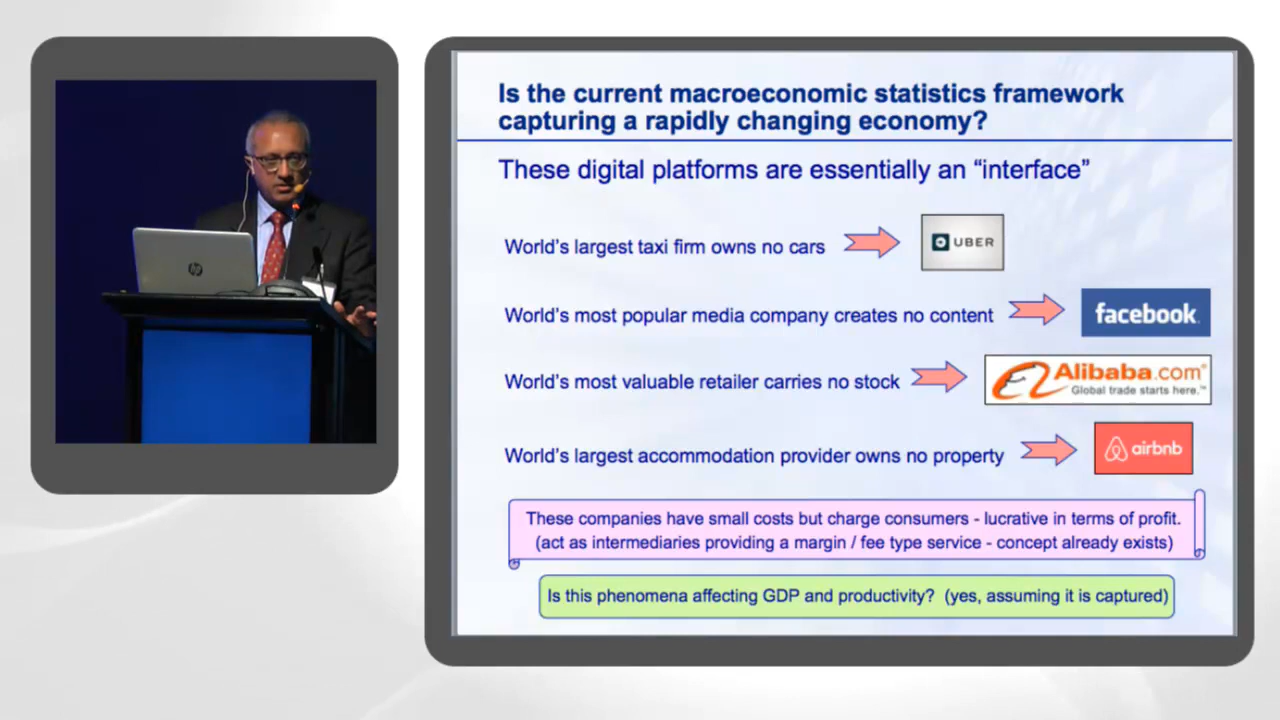 Is the current macroeconomic statistics framework
capturing a rapidly changing economy?
These digital platforms are essentially an “interface”
World’s largest taxi firm owns no cars
UBER
World’s most popular media company creates no content
facebook.
World’s most valuable retailer carries no stock
Alibaba.com®
Global trade starts here.™
World’s largest accommodation provider owns no property
airbnb
These companies have small costs but charge consumers - lucrative in terms of profit.
(act as intermediaries providing a margin / fee type service - concept already exists)
Is this phenomena affecting GDP and productivity? (yes, assuming it is captured)
hp